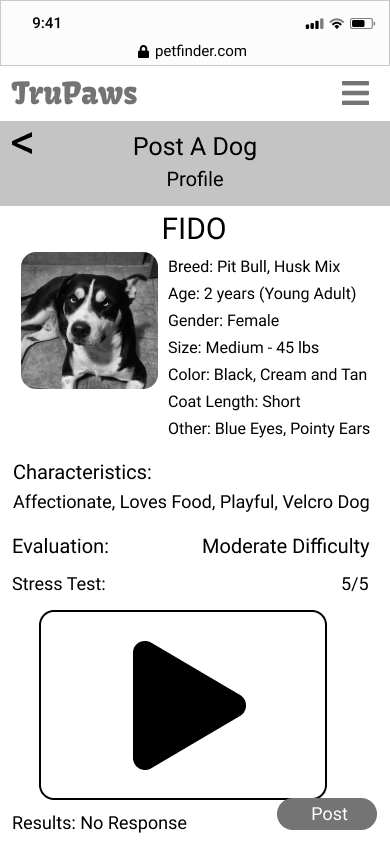 9:41
petfinder.com
TruPaws
<
Post A Dog
Profile
FIDO
Breed: Pit Bull, Husk Mix
Age: 2 years (Young Adult)
Gender: Female
Size: Medium - 45 lbs
Color: Black, Cream and Tan
Coat Length: Short
Other: Blue Eyes, Pointy Ears
Characteristics:
Affectionate, Loves Food, Playful, Velcro Dog
Evaluation: Moderate Difficulty
Stress Test: 5/5
Post
Results: No Response